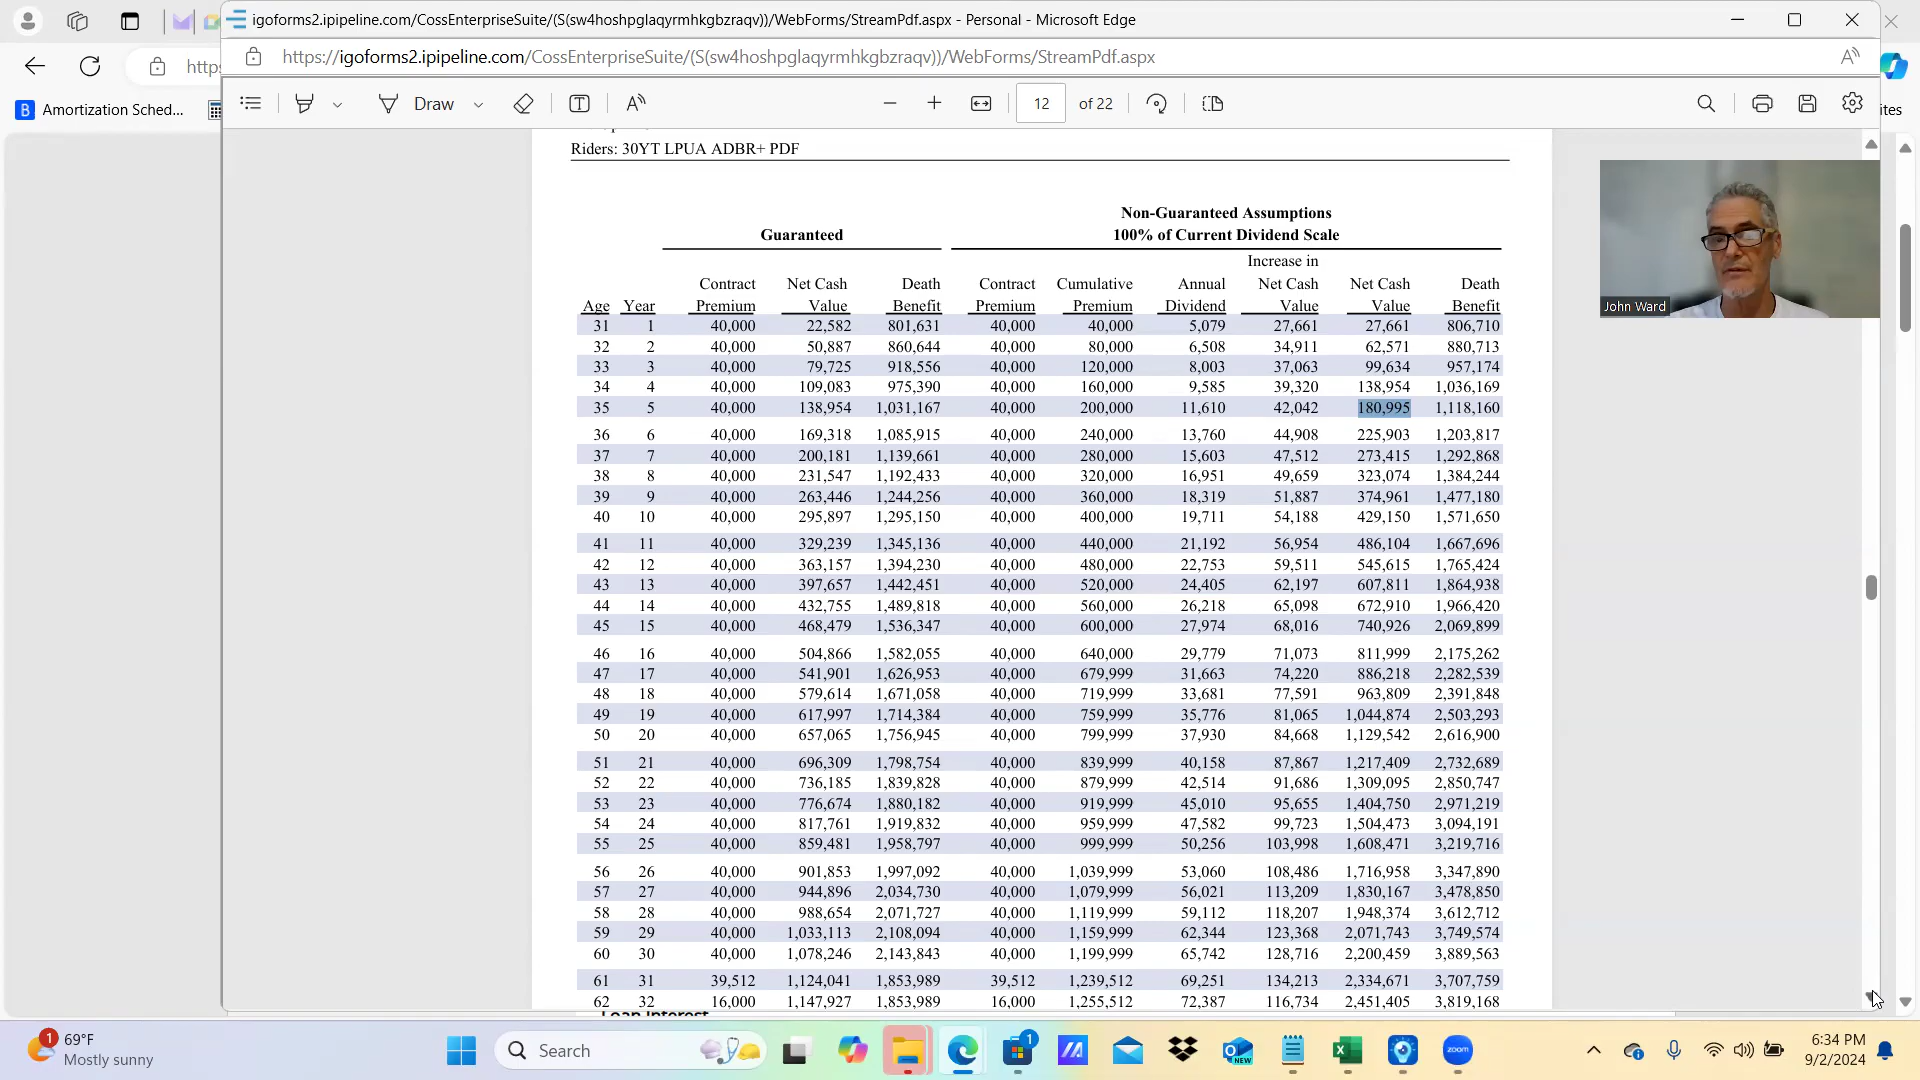 igoforms2.ipipeline.com/CossEnterpriseSuite/(S(sw4hoshpglaqyrmhkgbzraqv))/WebForms/StreamPdf.aspx - Personal - Microsoft Edge
https://igoforms2.ipipeline.com/CossEnterpriseSuite/(S(sw4hoshpglaqyrmhkgbzraqv))/WebForms/StreamPdf.aspx
Draw 12 of 22
Amortization Sched...
Riders: 30YT LPUA ADBR+ PDF
John Ward
Non-Guaranteed Assumptions
Guaranteed 100% of Current Dividend Scale
Increase in
Contract Net Cash Death Contract Cumulative Annual Net Cash Net Cash Death
Age Year Premium Value Benefit Premium Premium Dividend Value Value Benefit
31 1 40,000 22,582 801,631 40,000 40,000 5,079 27,661 27,661 806,710
32 2 40,000 50,887 860,644 40,000 80,000 6,508 34,911 62,571 880,713
33 3 40,000 79,725 918,556 40,000 120,000 8,003 37,063 99,634 957,174
34 4 40,000 109,083 975,390 40,000 160,000 9,585 39,320 138,954 1,036,169
35 5 40,000 138,954 1,031,167 40,000 200,000 11,610 42,042 180,995 1,118,160
36 6 40,000 169,318 1,085,915 40,000 240,000 13,760 44,908 225,903 1,203,817
37 7 40,000 200,181 1,139,661 40,000 280,000 15,603 47,512 273,415 1,292,868
38 8 40,000 231,547 1,192,433 40,000 320,000 16,951 49,659 323,074 1,384,244
39 9 40,000 263,446 1,244,256 40,000 360,000 18,319 51,887 374,961 1,477,180
40 10 40,000 295,897 1,295,150 40,000 400,000 19,711 54,188 429,150 1,571,650
41 11 40,000 329,239 1,345,136 40,000 440,000 21,192 56,954 486,104 1,667,696
42 12 40,000 363,157 1,394,230 40,000 480,000 22,753 59,511 545,615 1,765,424
43 13 40,000 397,657 1,442,451 40,000 520,000 24,405 62,197 607,811 1,864,938
44 14 40,000 432,755 1,489,818 40,000 560,000 26,218 65,098 672,910 1,966,420
45 15 40,000 468,479 1,536,347 40,000 600,000 27,974 68,016 740,926 2,069,899
46 16 40,000 504,866 1,582,055 40,000 640,000 29,779 71,073 811,999 2,175,262
47 17 40,000 541,901 1,626,953 40,000 679,999 31,663 74,220 886,218 2,282,539
48 18 40,000 579,614 1,671,058 40,000 719,999 33,681 77,591 963,809 2,391,848
49 19 40,000 617,997 1,714,384 40,000 759,999 35,776 81,065 1,044,874 2,503,293
50 20 40,000 657,065 1,756,945 40,000 799,999 37,930 84,668 1,129,542 2,616,900
51 21 40,000 696,309 1,798,754 40,000 839,999 40,158 87,867 1,217,409 2,732,689
52 22 40,000 736,185 1,839,828 40,000 879,999 42,514 91,686 1,309,095 2,850,747
53 23 40,000 776,674 1,880,182 40,000 919,999 45,010 95,655 1,404,750 2,971,219
54 24 40,000 817,761 1,919,832 40,000 959,999 47,582 99,723 1,504,473 3,094,191
55 25 40,000 859,481 1,958,797 40,000 999,999 50,256 103,998 1,608,471 3,219,716
56 26 40,000 901,853 1,997,092 40,000 1,039,999 53,060 108,486 1,716,958 3,347,890
57 27 40,000 944,896 2,034,730 40,000 1,079,999 56,021 113,209 1,830,167 3,478,850
58 28 40,000 988,654 2,071,727 40,000 1,119,999 59,112 118,207 1,948,374 3,612,712
59 29 40,000 1,033,113 2,108,094 40,000 1,159,999 62,344 123,368 2,071,743 3,749,574
60 30 40,000 1,078,246 2,143,843 40,000 1,199,999 65,742 128,716 2,200,459 3,889,563
61 31 39,512 1,124,041 1,853,989 39,512 1,239,512 69,251 134,213 2,334,671 3,707,759
62 32 16,000 1,147,927 1,853,989 16,000 1,255,512 72,387 116,734 2,451,405 3,819,168
Loan Interest
1 69°F
Mostly sunny
Search
NEW
zoom
6:34 PM
9/2/2024